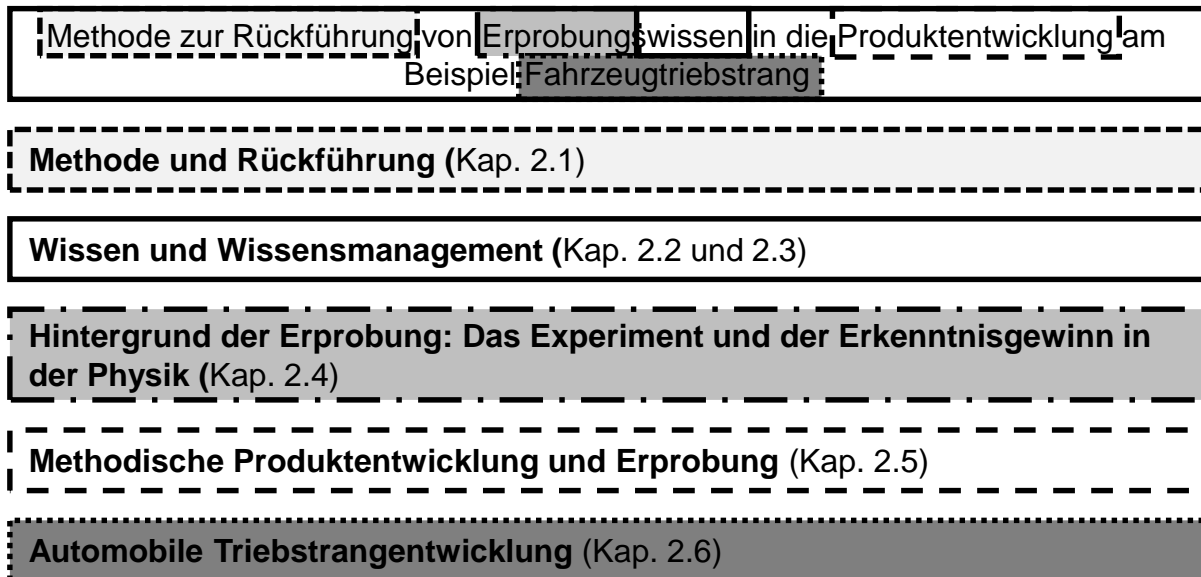 Methode zur Rückführung von Erprobungswissen in die Produktentwicklung am
Beispiel Fahrzeugtriebstrang
Methode und Rückführung (Kap. 2.1)
Wissen und Wissensmanagement (Kap. 2.2 und 2.3)
Hintergrund der Erprobung: Das Experiment und der Erkenntnisgewinn in
der Physik (Kap. 2.4)
Methodische Produktentwicklung und Erprobung (Kap. 2.5)
Automobile Triebstrangentwicklung (Kap. 2.6)